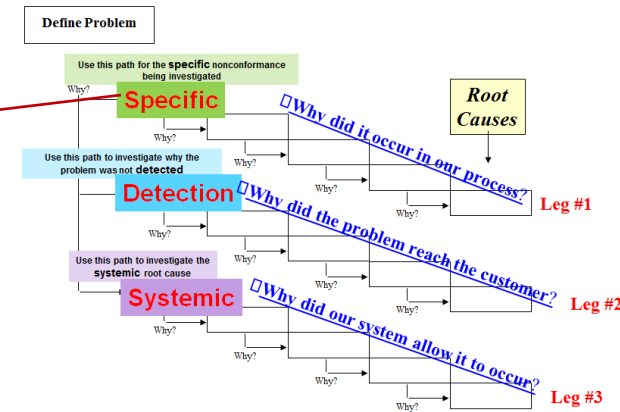 Define Problem
Use this path for the specific nonconformance
being investigated
Why?
Specific
Why?
Why?
Why?
Why?
Why did it occur in our process?
Root
Causes
Leg #1
Use this path to investigate why the
problem was not detected
Detection
Why?
Why?
Why?
Why?
Why did the problem reach the customer?
Leg #2
Use this path to investigate the
systemic root cause
Systemic
Why?
Why?
Why?
Why?
Why did our system allow it to occur?
Leg #3